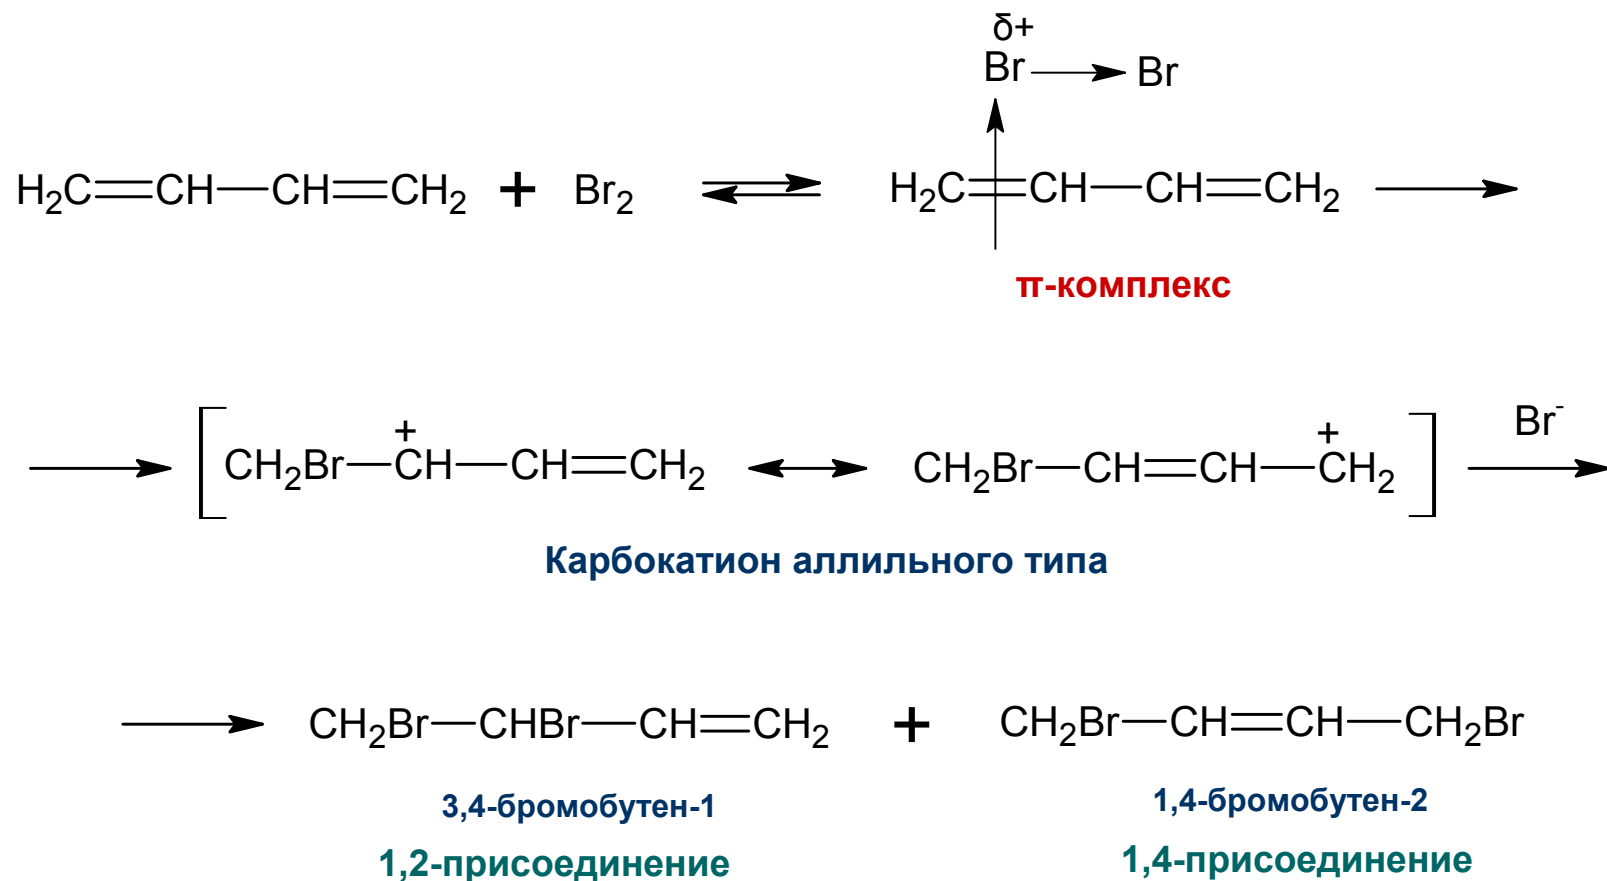 δ+
Br → Br
H₂C=CH—CH=CH₂ + Br₂ ⇌ H₂C=CH—CH=CH₂ →
π-комплекс
→ [CH₂Br—C⁺H—CH=CH₂ ↔ CH₂Br—CH=CH—C⁺H₂] Br⁻ →
Карбокатион аллильного типа
→ CH₂Br—CHBr—CH=CH₂ + CH₂Br—CH=CH—CH₂Br
3,4-бромобутен-1 1,4-бромобутен-2
1,2-присоединение 1,4-присоединение